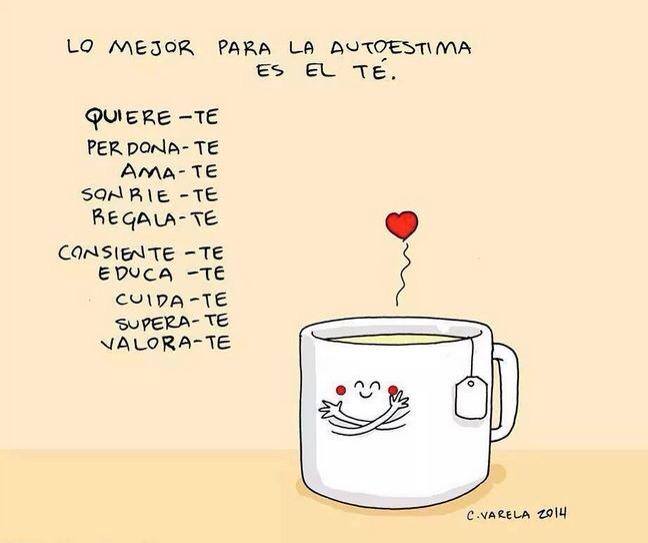 LO MEJOR PARA LA AUTOESTIMA
ES EL TÉ.
QUIERE-TE
PERDONA-TE
AMA-TE
SONRIE-TE
REGALA-TE
CONSIENTE-TE
EDUCA-TE
CUIDA-TE
SUPERA-TE
VALORA-TE
C.VARELA 2014